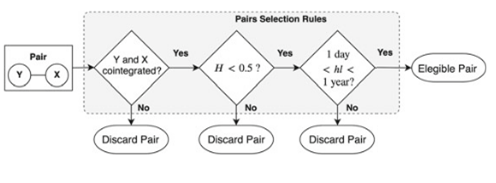 Pairs Selection Rules
Pair
Y
X
Y and X
cointegrated?
Yes
H < 0.5 ?
Yes
1 day
< hl <
1 year?
Yes
Elegible Pair
No
No
No
Discard Pair
Discard Pair
Discard Pair